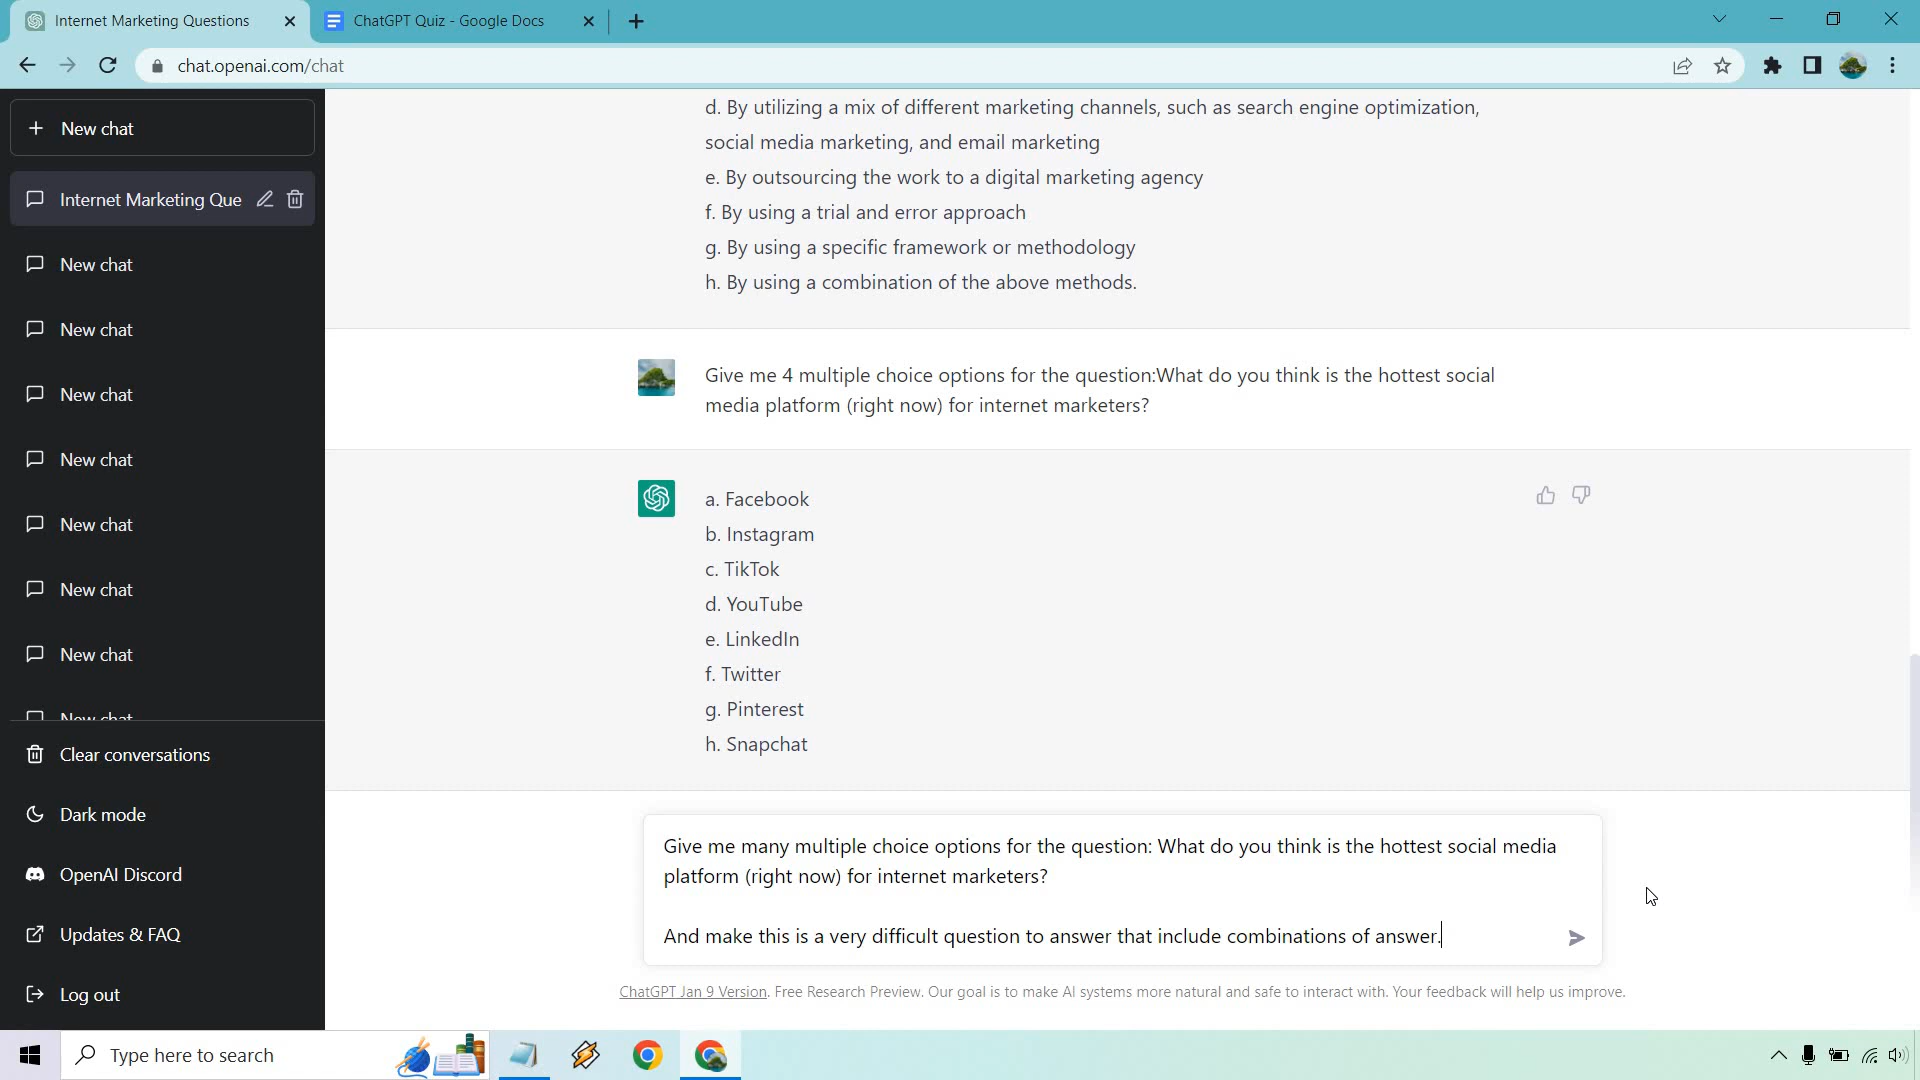 Internet Marketing Questions
ChatGPT Quiz - Google Docs
chat.openai.com/chat
New chat
Internet Marketing Que
New chat
New chat
New chat
New chat
New chat
New chat
New chat
New chat
Clear conversations
Dark mode
OpenAI Discord
Updates & FAQ
Log out
d. By utilizing a mix of different marketing channels, such as search engine optimization,
social media marketing, and email marketing
e. By outsourcing the work to a digital marketing agency
f. By using a trial and error approach
g. By using a specific framework or methodology
h. By using a combination of the above methods.
Give me 4 multiple choice options for the question:What do you think is the hottest social
media platform (right now) for internet marketers?
a. Facebook
b. Instagram
c. TikTok
d. YouTube
e. LinkedIn
f. Twitter
g. Pinterest
h. Snapchat
Give me many multiple choice options for the question: What do you think is the hottest social media
platform (right now) for internet marketers?
And make this is a very difficult question to answer that include combinations of answer.
ChatGPT Jan 9 Version. Free Research Preview. Our goal is to make AI systems more natural and safe to interact with. Your feedback will help us improve.
Type here to search